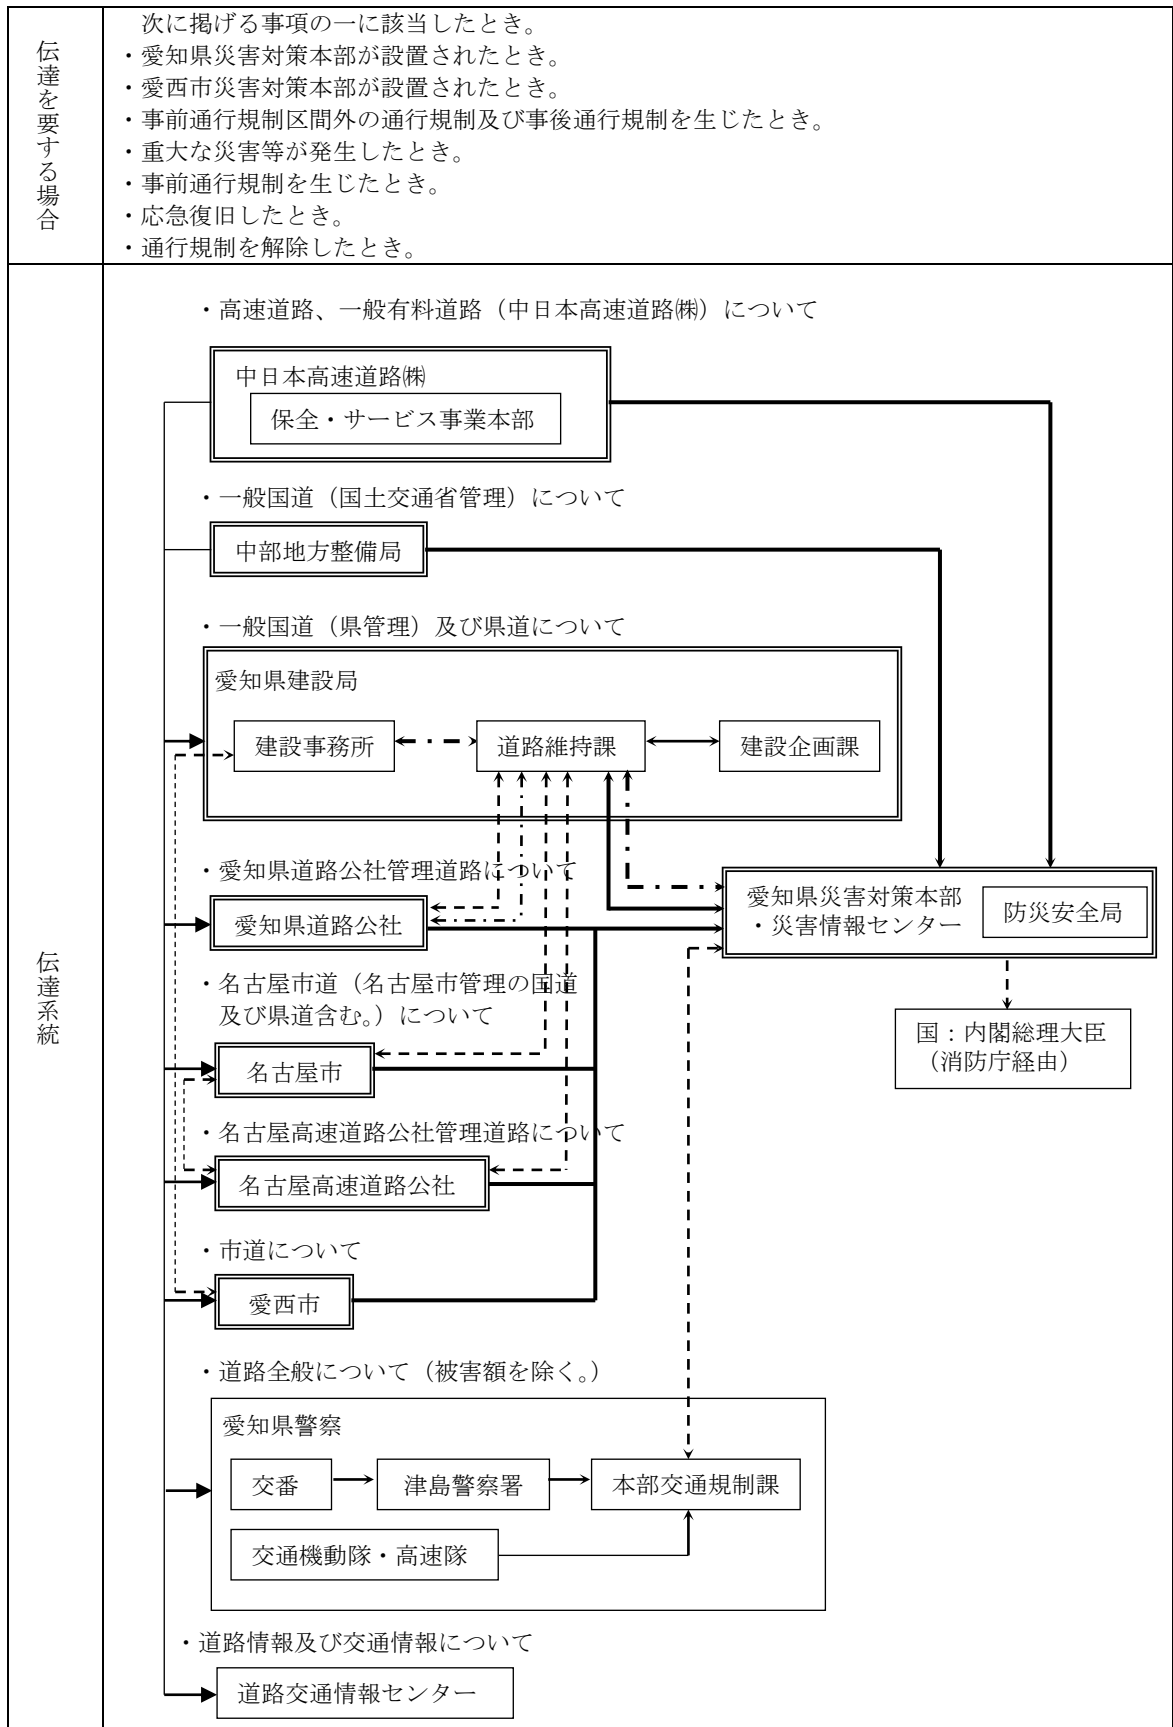 伝達を要する場合
次に掲げる事項の一に該当したとき。
・愛知県災害対策本部が設置されたとき。
・愛西市災害対策本部が設置されたとき。
・事前通行規制区間外の通行規制及び事後通行規制を生じたとき。
・重大な災害等が発生したとき。
・事前通行規制を生じたとき。
・応急復旧したとき。
・通行規制を解除したとき。
伝達系統
・高速道路、一般有料道路（中日本高速道路㈱）について
中日本高速道路㈱
保全・サービス事業本部
・一般国道（国土交通省管理）について
中部地方整備局
・一般国道（県管理）及び県道について
愛知県建設局
建設事務所
道路維持課
建設企画課
・愛知県道路公社管理道路について
愛知県道路公社
愛知県災害対策本部
・災害情報センター
防災安全局
・名古屋市道（名古屋市管理の国道
及び県道含む。）について
国：内閣総理大臣
（消防庁経由）
名古屋市
・名古屋高速道路公社管理道路について
名古屋高速道路公社
・市道について
愛西市
・道路全般について（被害額を除く。）
愛知県警察
交番
津島警察署
本部交通規制課
交通機動隊・高速隊
・道路情報及び交通情報について
道路交通情報センター